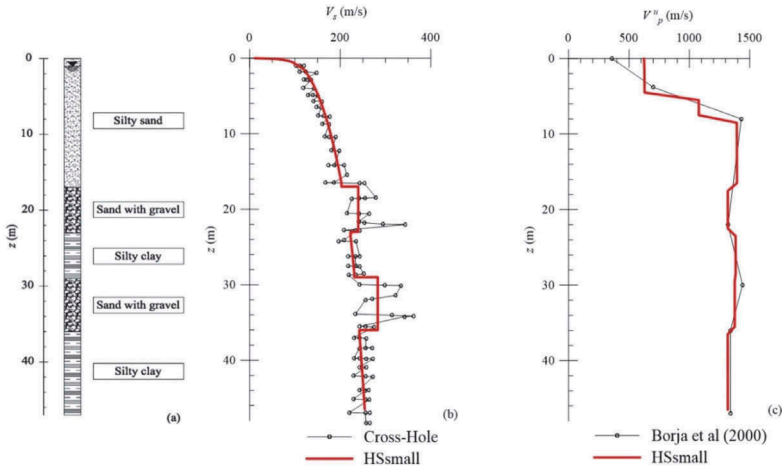 V_s (m/s)
V^u_p (m/s)
0 200 400
0 500 1000 1500
0
10
20
30
40
z (m)
Silty sand
Sand with gravel
Silty clay
Sand with gravel
Silty clay
(a)
0
10
20
30
40
z (m)
(b)
Cross-Hole
HSsmall
0
10
20
30
40
z (m)
(c)
Borja et al (2000)
HSsmall